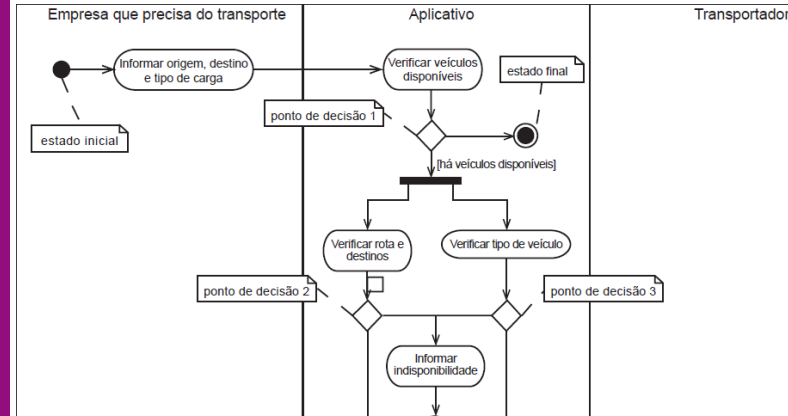 Empresa que precisa do transporte
Aplicativo
Transportador
Informar origem, destino
e tipo de carga
Verificar veículos
disponíveis
estado final
ponto de decisão 1
estado inicial
[há veículos disponíveis]
Verificar rota e
destinos
Verificar tipo de veículo
ponto de decisão 2
ponto de decisão 3
Informar
indisponibilidade